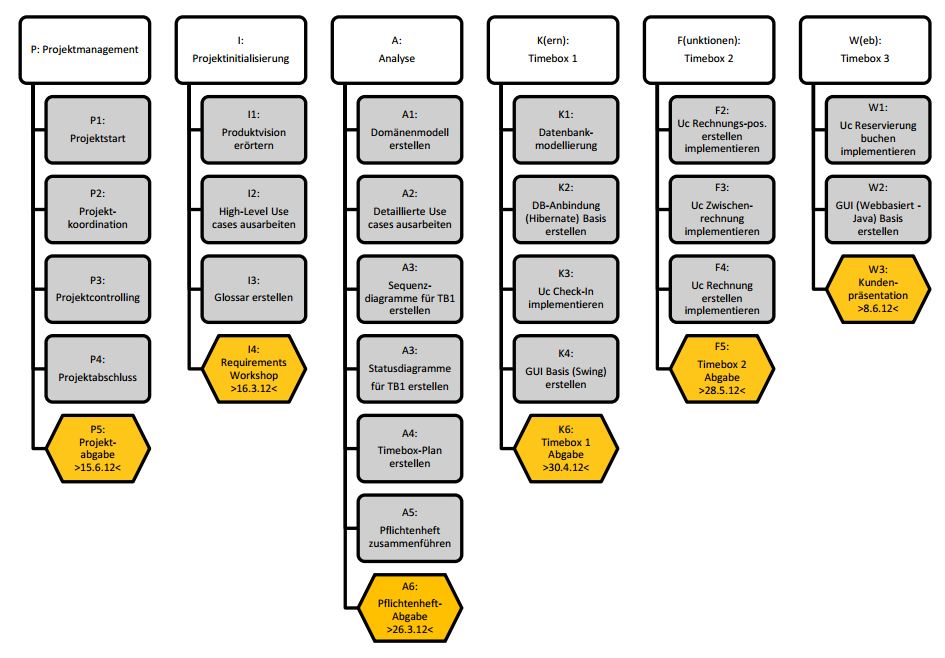 P: Projektmanagement
P1:
Projektstart
P2:
Projekt-
koordination
P3:
Projektcontrolling
P4:
Projektabschluss
P5:
Projekt-
abgabe
>15.6.12<
I:
Projektinitialisierung
I1:
Produktvision
erörtern
I2:
High-Level Use
cases ausarbeiten
I3:
Glossar erstellen
I4:
Requirements
Workshop
>16.3.12<
A:
Analyse
A1:
Domänenmodell
erstellen
A2:
Detaillierte Use
cases ausarbeiten
A3:
Sequenz-
diagramme für TB1
erstellen
A3:
Statusdiagramme
für TB1 erstellen
A4:
Timebox-Plan
erstellen
A5:
Pflichtenheft
zusammenführen
A6:
Pflichtenheft-
Abgabe
>26.3.12<
K(ern):
Timebox 1
K1:
Datenbank-
modellierung
K2:
DB-Anbindung
(Hibernate) Basis
erstellen
K3:
Uc Check-In
implementieren
K4:
GUI Basis (Swing)
erstellen
K6:
Timebox 1
Abgabe
>30.4.12<
F(unktionen):
Timebox 2
F2:
Uc Rechnungs-pos.
erstellen
implementieren
F3:
Uc Zwischen-
rechnung
implementieren
F4:
Uc Rechnung
erstellen
implementieren
F5:
Timebox 2
Abgabe
>28.5.12<
W(eb):
Timebox 3
W1:
Uc Reservierung
buchen
implementieren
W2:
GUI (Webbasiert -
Java) Basis
erstellen
W3:
Kunden-
präsentation
>8.6.12<